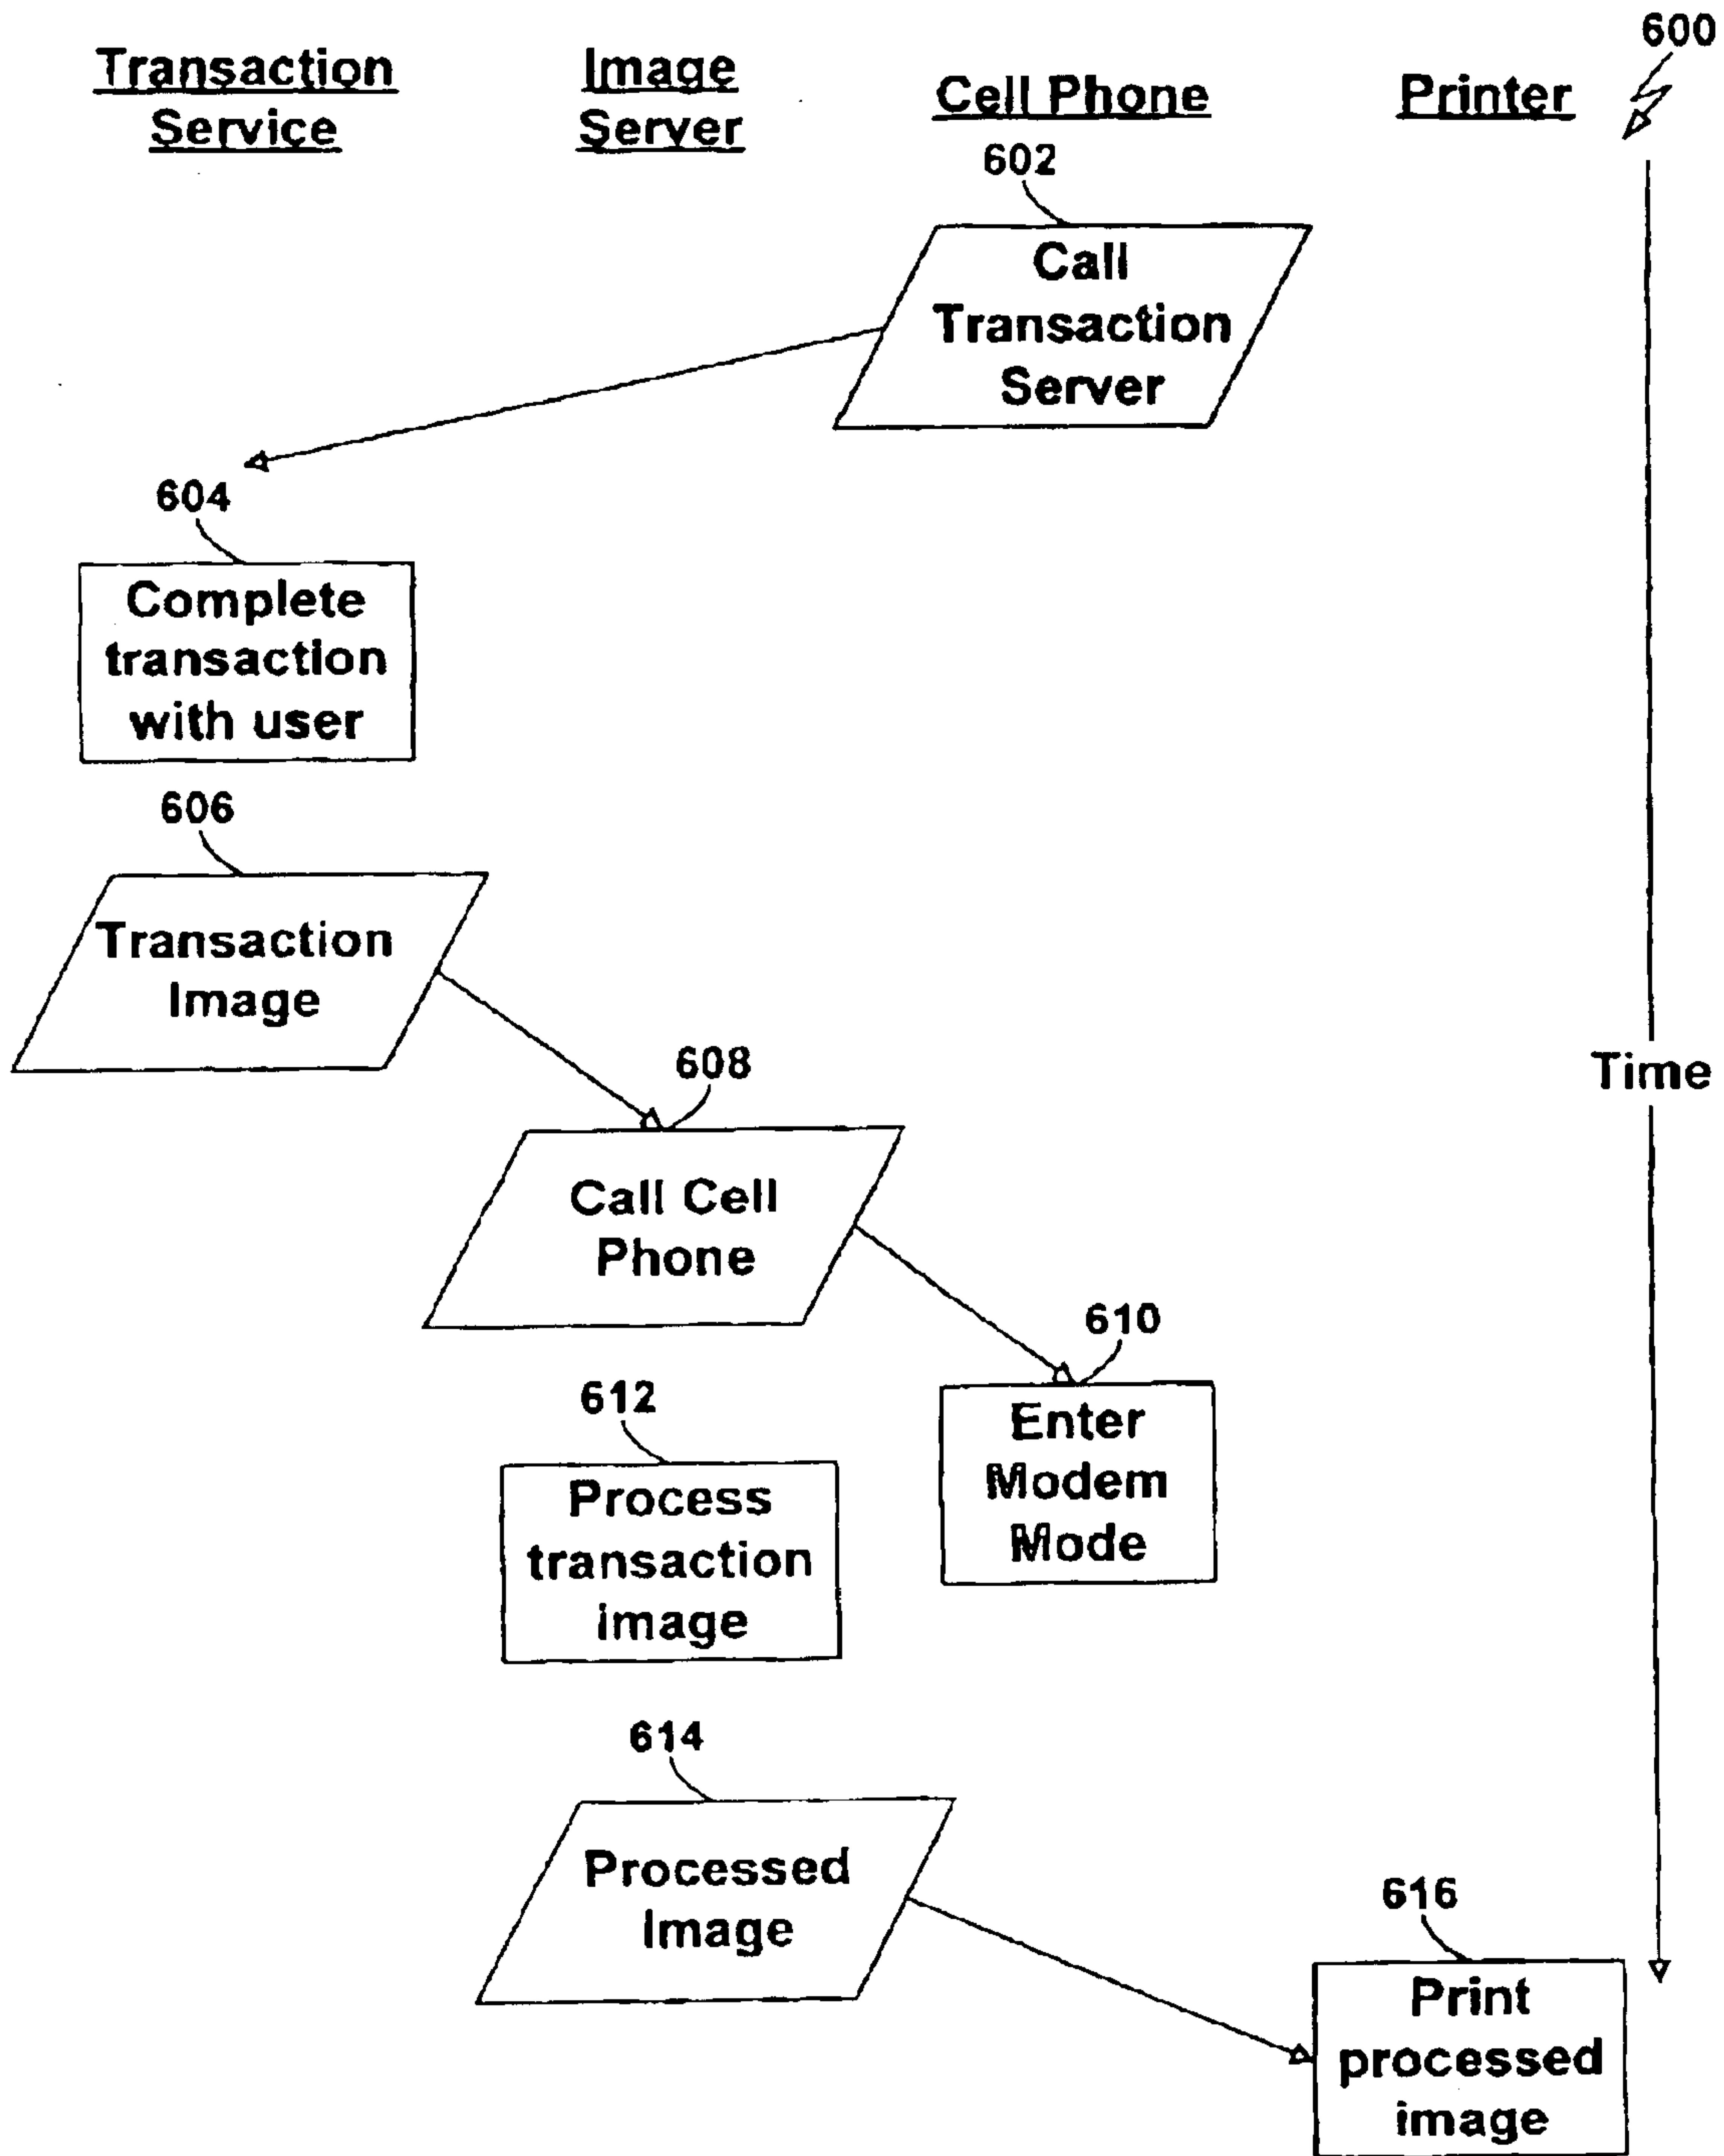 600
Transaction
Service
Image
Server
Cell Phone
Printer
602
Call
Transaction
Server
604
Complete
transaction
with user
606
Transaction
Image
608
Time
Call Cell
Phone
610
Enter
Modem
Mode
612
Process
transaction
image
614
Processed
Image
616
Print
processed
image